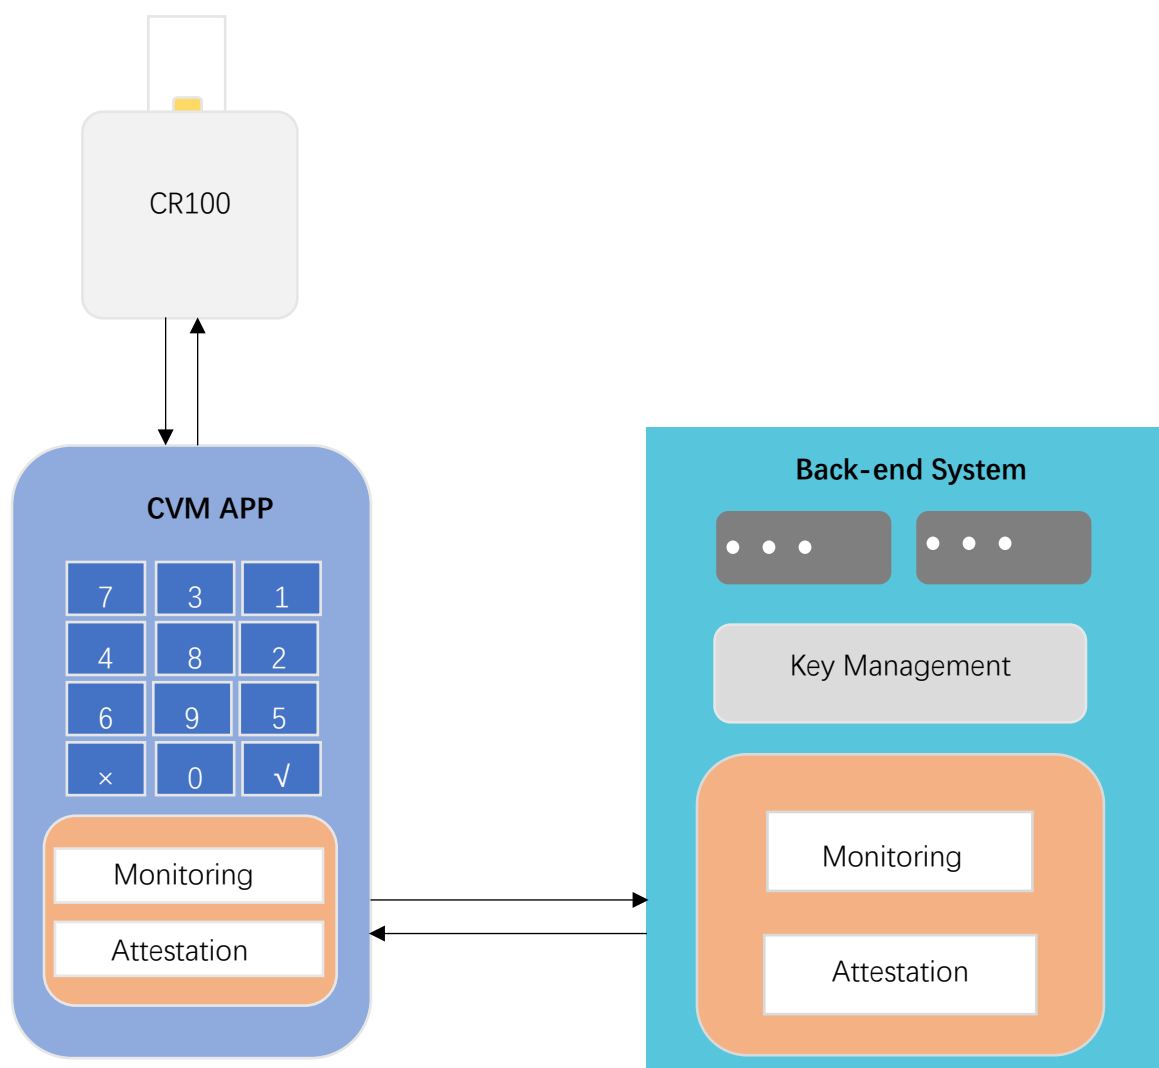 CR100
CVM APP
7 3 1
4 8 2
6 9 5
× 0 √
Monitoring
Attestation
Back-end System
Key Management
Monitoring
Attestation